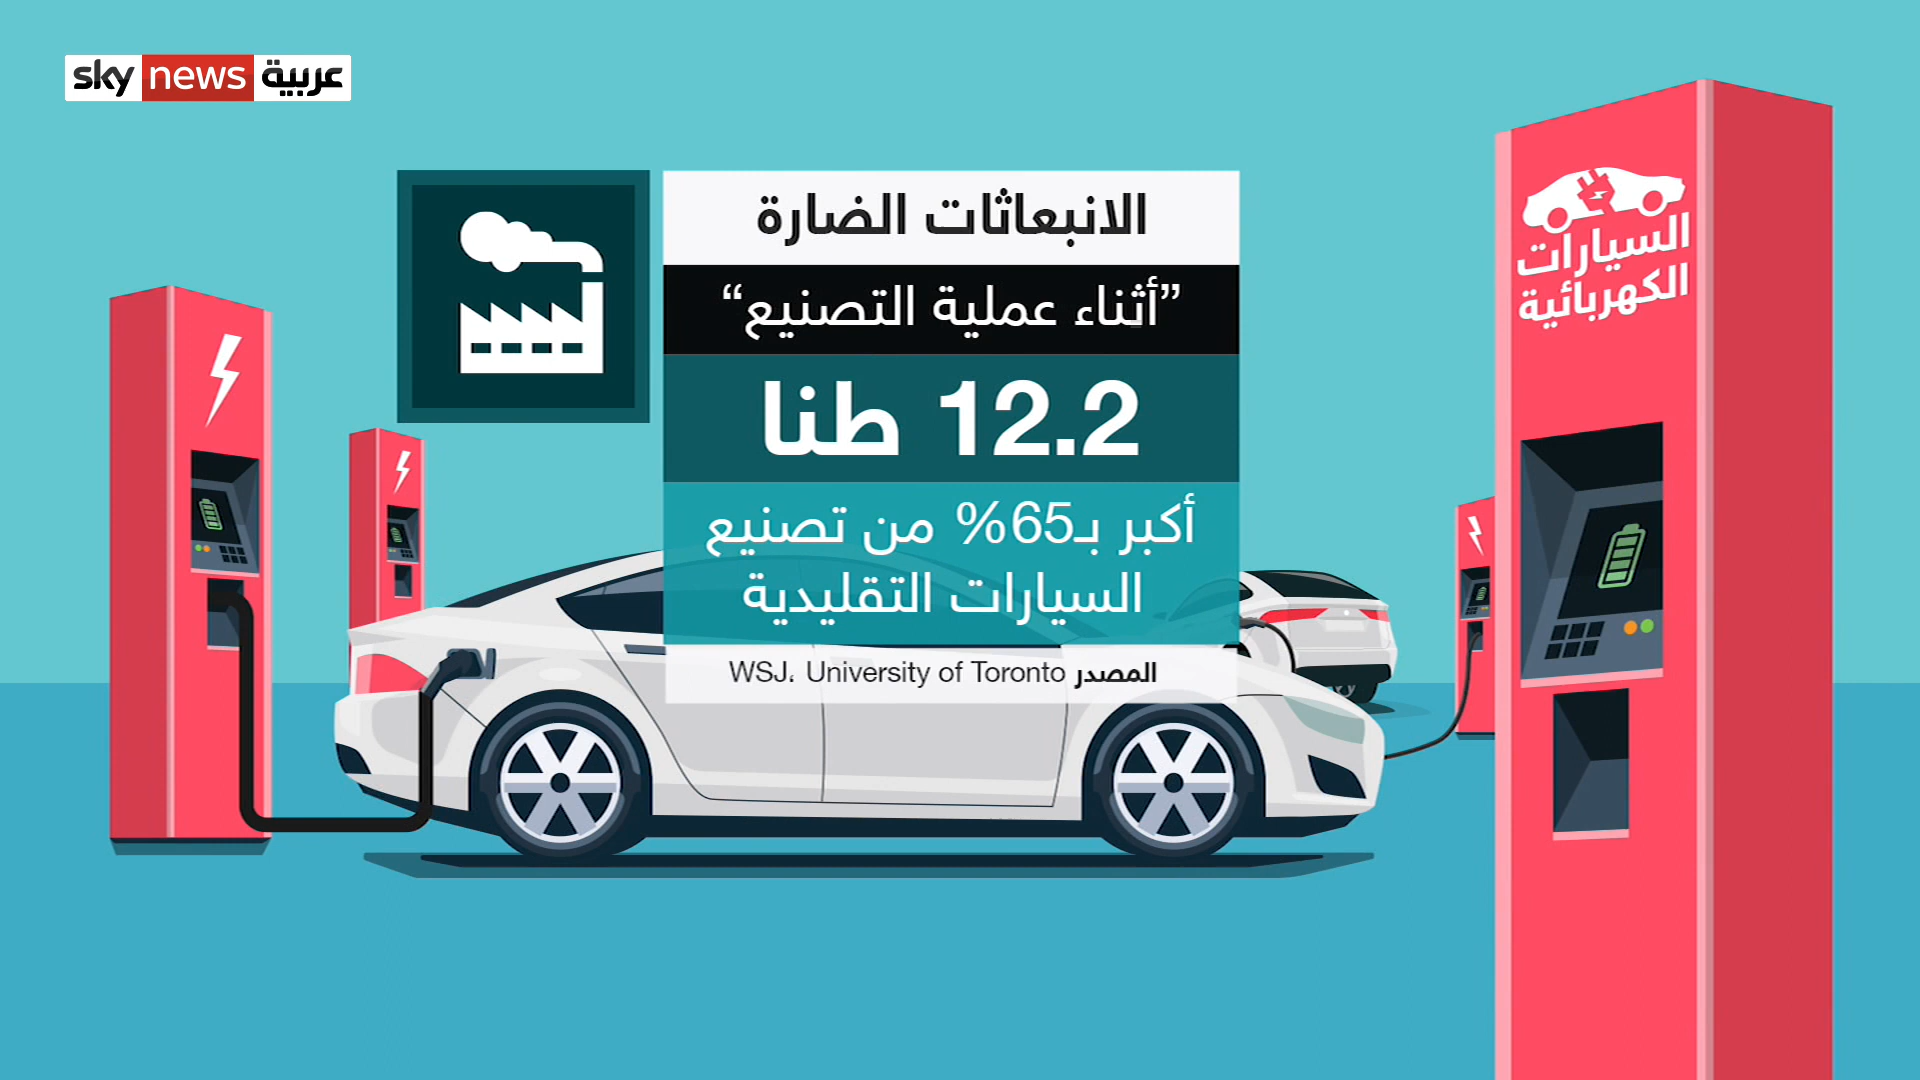 sky news عربية
الانبعاثات الضارة
”أثناء عملية التصنيع“
12.2 طنا
أكبر بـ65% من تصنيع
السيارات التقليدية
المصدر WSJ، University of Toronto
السيارات
الكهربائية